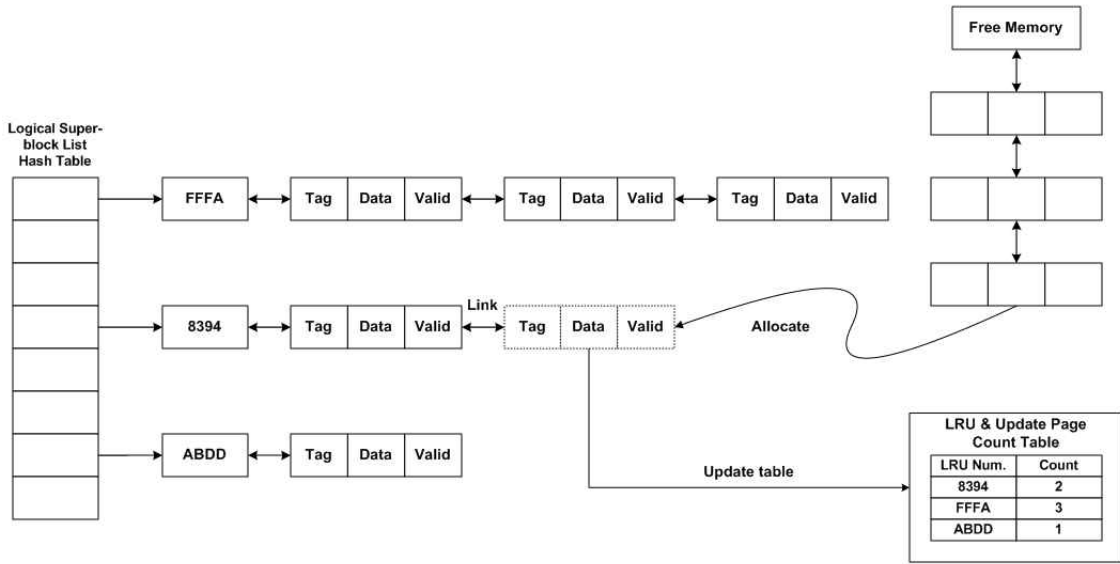 Free Memory
Logical Super-
block List
Hash Table
FFFA
Tag Data Valid
Tag Data Valid
Tag Data Valid
Link
8394
Tag Data Valid
Tag Data Valid
Allocate
ABDD
Tag Data Valid
Update table
LRU & Update Page
Count Table
LRU Num. Count
8394 2
FFFA 3
ABDD 1